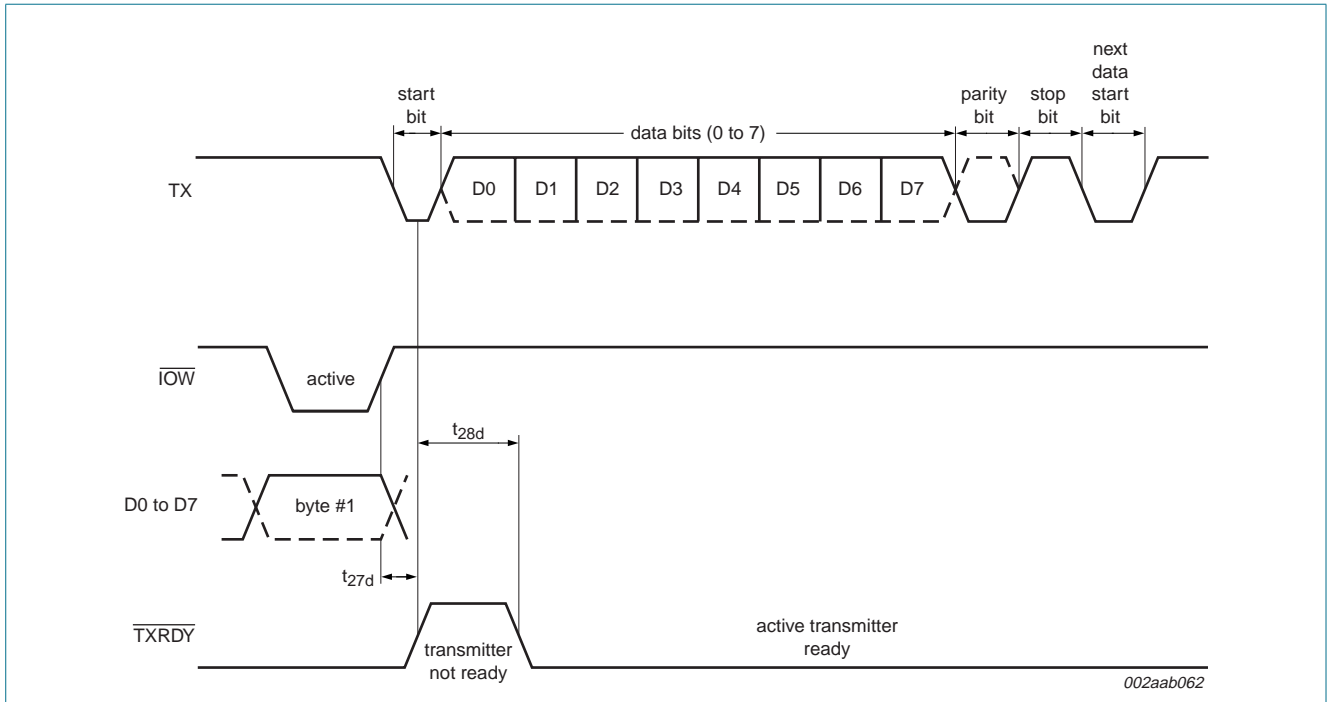 next
data
start
bit
start
bit
parity
bit
stop
bit
data bits (0 to 7)
TX
D0 D1 D2 D3 D4 D5 D6 D7
IOW
active
t28d
D0 to D7
byte #1
t27d
TXRDY
transmitter
not ready
active transmitter
ready
002aab062